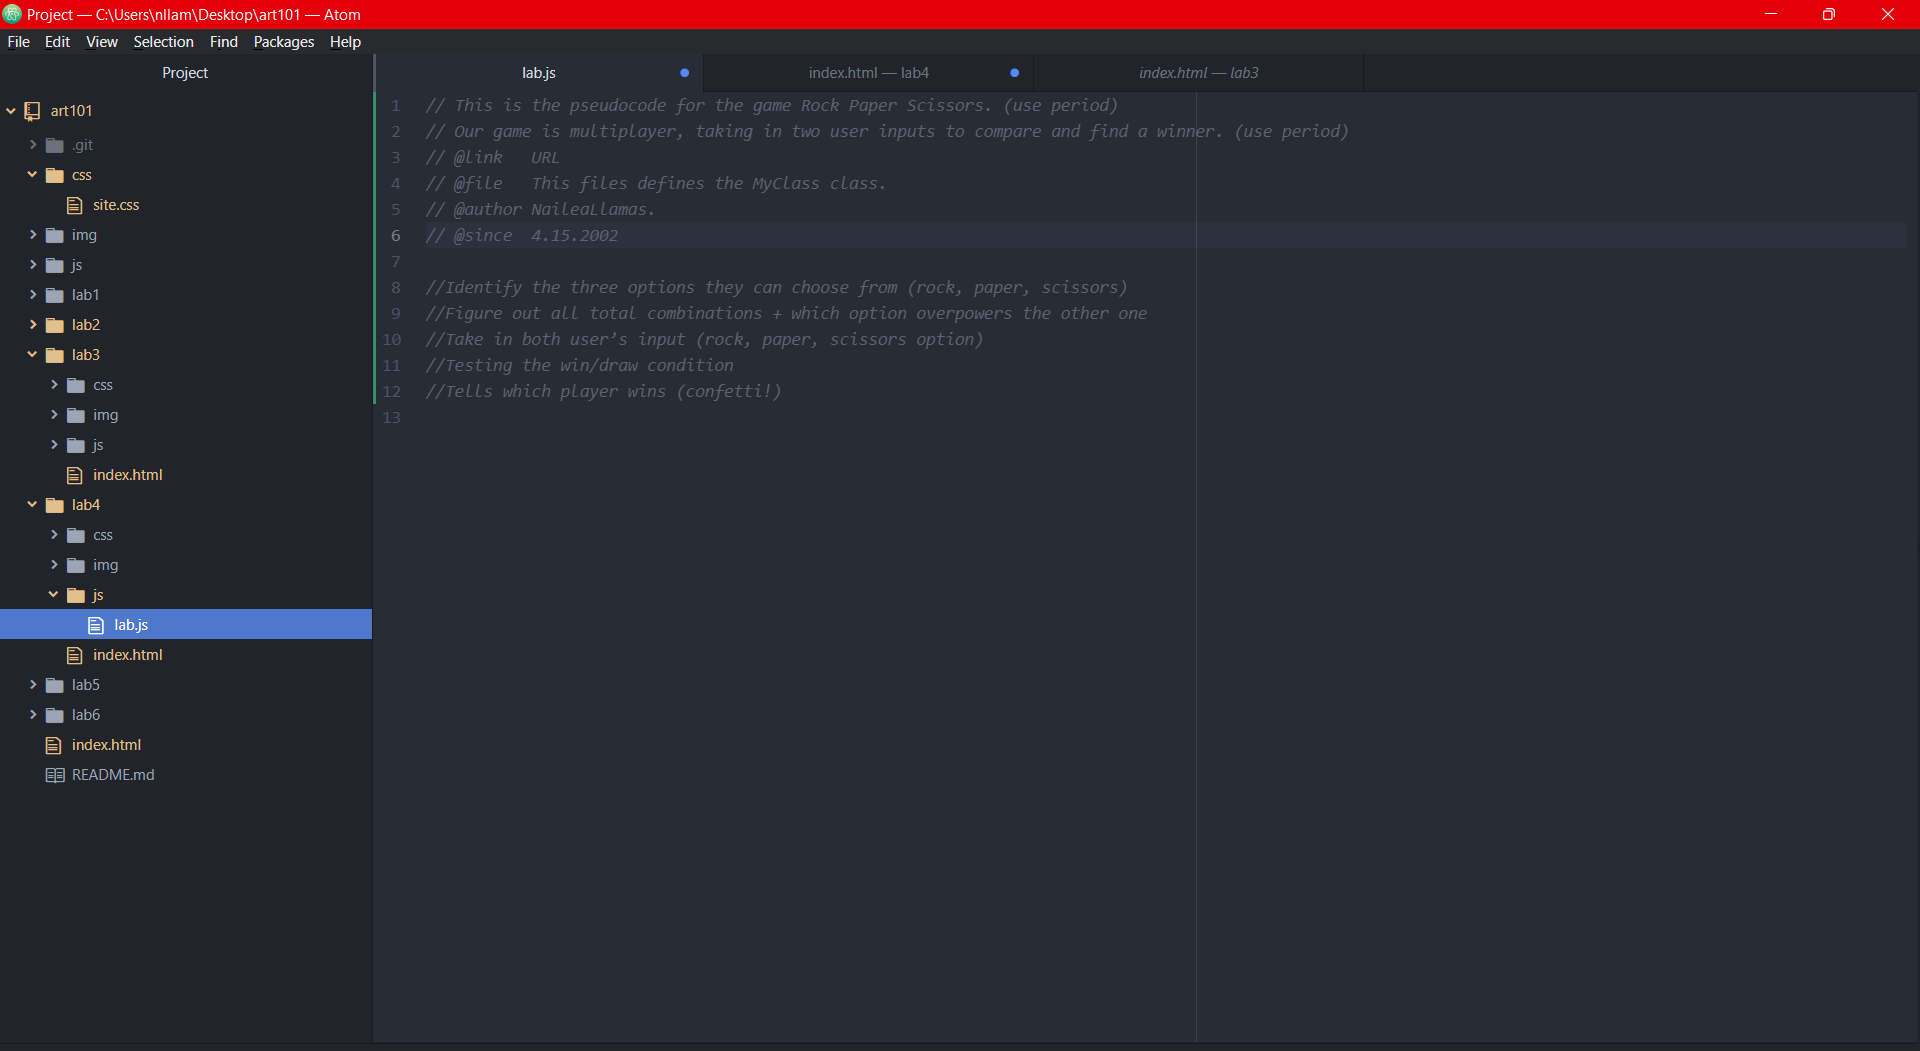 Project — C:\Users\nllam\Desktop\art101 — Atom
File Edit View Selection Find Packages Help
Project
art101
.git
css
site.css
img
js
lab1
lab2
lab3
css
img
js
index.html
lab4
css
img
js
lab.js
index.html
lab5
lab6
index.html
README.md
lab.js index.html — lab4 index.html — lab3
1 // This is the pseudocode for the game Rock Paper Scissors. (use period)
2 // Our game is multiplayer, taking in two user inputs to compare and find a winner. (use period)
3 // @link   URL
4 // @file   This files defines the MyClass class.
5 // @author NaileaLlamas.
6 // @since  4.15.2002
7
8 //Identify the three options they can choose from (rock, paper, scissors)
9 //Figure out all total combinations + which option overpowers the other one
10 //Take in both user’s input (rock, paper, scissors option)
11 //Testing the win/draw condition
12 //Tells which player wins (confetti!)
13